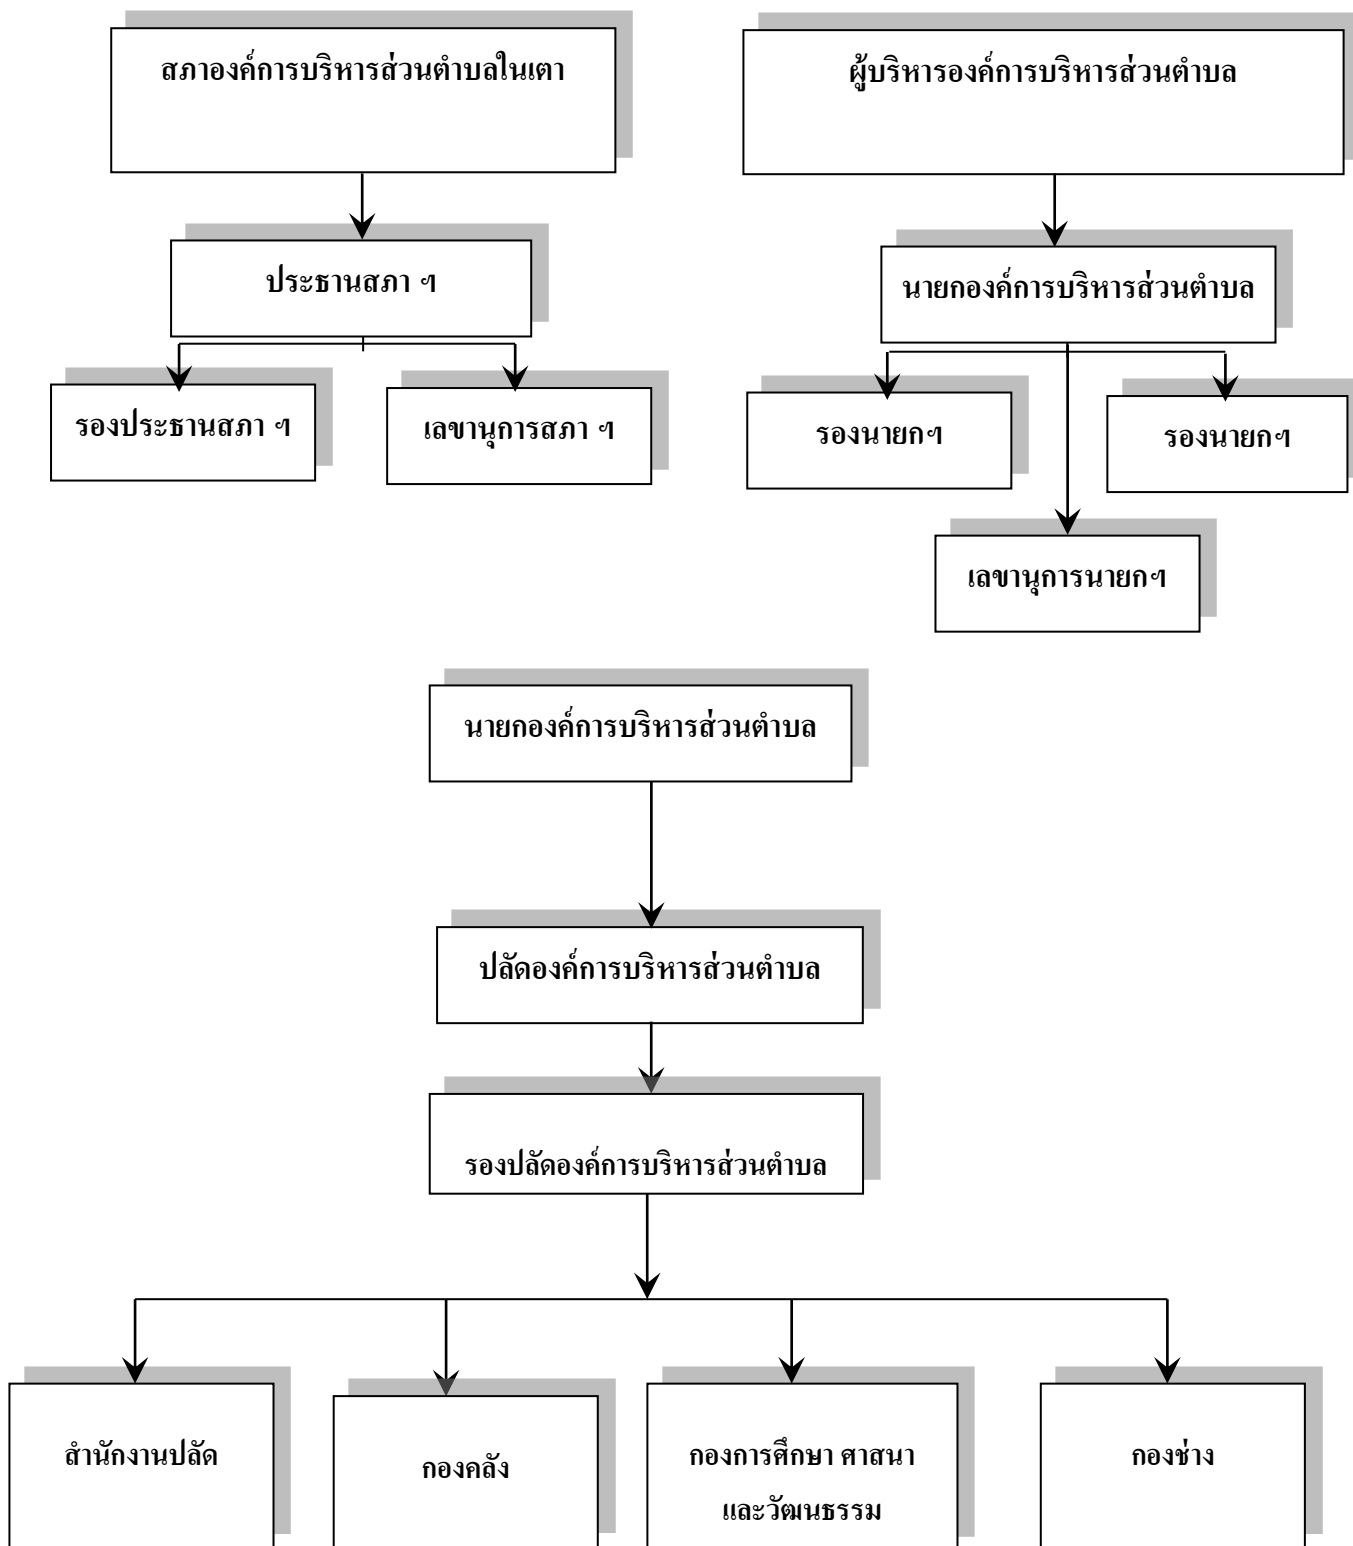 สภาองค์การบริหารส่วนตำบลในเตา
ผู้บริหารองค์การบริหารส่วนตำบล
ประธานสภา ฯ
นายกองค์การบริหารส่วนตำบล
รองประธานสภา ฯ
เลขานุการสภา ฯ
รองนายกฯ
รองนายกฯ
เลขานุการนายกฯ
นายกองค์การบริหารส่วนตำบล
ปลัดองค์การบริหารส่วนตำบล
รองปลัดองค์การบริหารส่วนตำบล
สำนักงานปลัด
กองคลัง
กองการศึกษา ศาสนา
และวัฒนธรรม
กองช่าง